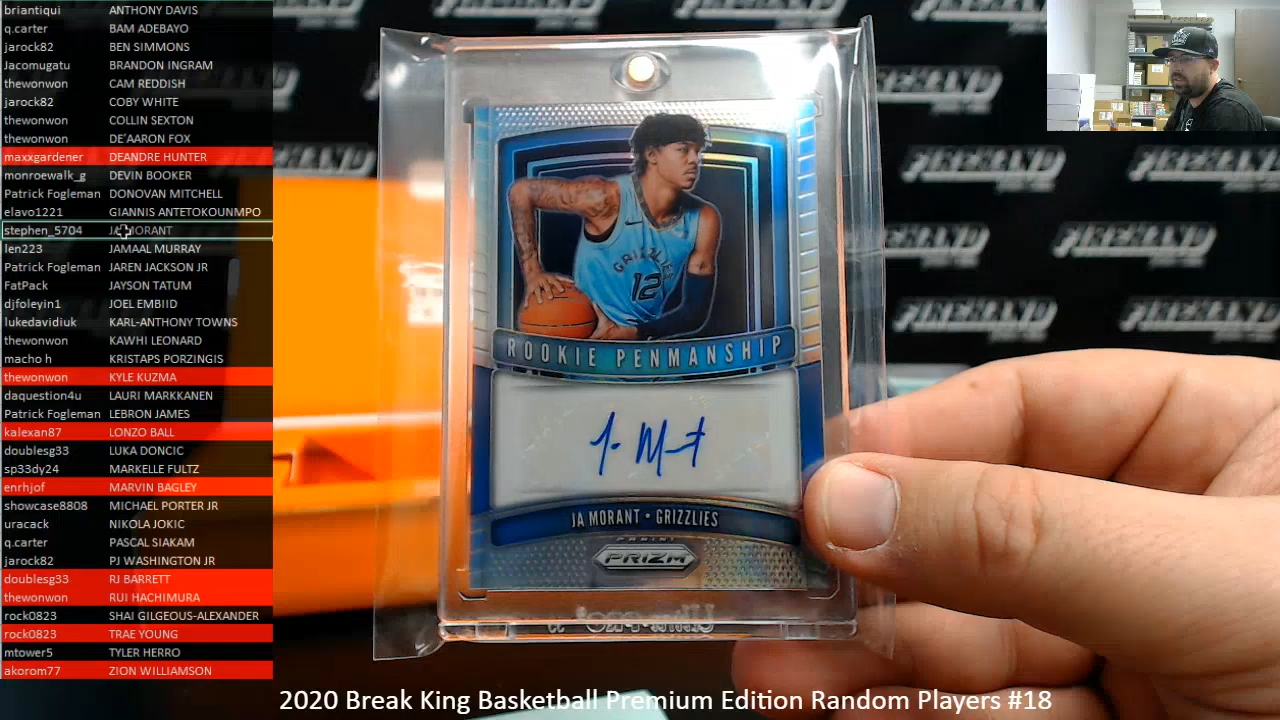 briantiqui ANTHONY DAVIS
q.carter BAM ADEBAYO
jarock82 BEN SIMMONS
Jacomugatu BRANDON INGRAM
thewonwon CAM REDDISH
jarock82 COBY WHITE
thewonwon COLLIN SEXTON
thewonwon DE'AARON FOX
maxxgardener DEANDRE HUNTER
monroewalk_g DEVIN BOOKER
Patrick Fogleman DONOVAN MITCHELL
elavo1221 GIANNIS ANTETOKOUNMPO
stephen_5704 JA MORANT
len223 JAMAAL MURRAY
Patrick Fogleman JAREN JACKSON JR
FatPack JAYSON TATUM
djfoleyin1 JOEL EMBIID
lukedavidiuk KARL-ANTHONY TOWNS
thewonwon KAWHI LEONARD
macho h KRISTAPS PORZINGIS
thewonwon KYLE KUZMA
daquestion4u LAURI MARKKANEN
Patrick Fogleman LEBRON JAMES
kalexan87 LONZO BALL
doublesg33 LUKA DONCIC
sp33dy24 MARKELLE FULTZ
enrhjof MARVIN BAGLEY
showcase8808 MICHAEL PORTER JR
uracack NIKOLA JOKIC
q.carter PASCAL SIAKAM
jarock82 PJ WASHINGTON JR
doublesg33 RJ BARRETT
thewonwon RUI HACHIMURA
rock0823 SHAI GILGEOUS-ALEXANDER
rock0823 TRAE YOUNG
mtower5 TYLER HERRO
akorom77 ZION WILLIAMSON
GRIZZLIES
12
ROOKIE PENMANSHIP
JA MORANT • GRIZZLIES
PANINI
PRIZM
2020 Break King Basketball Premium Edition Random Players #18